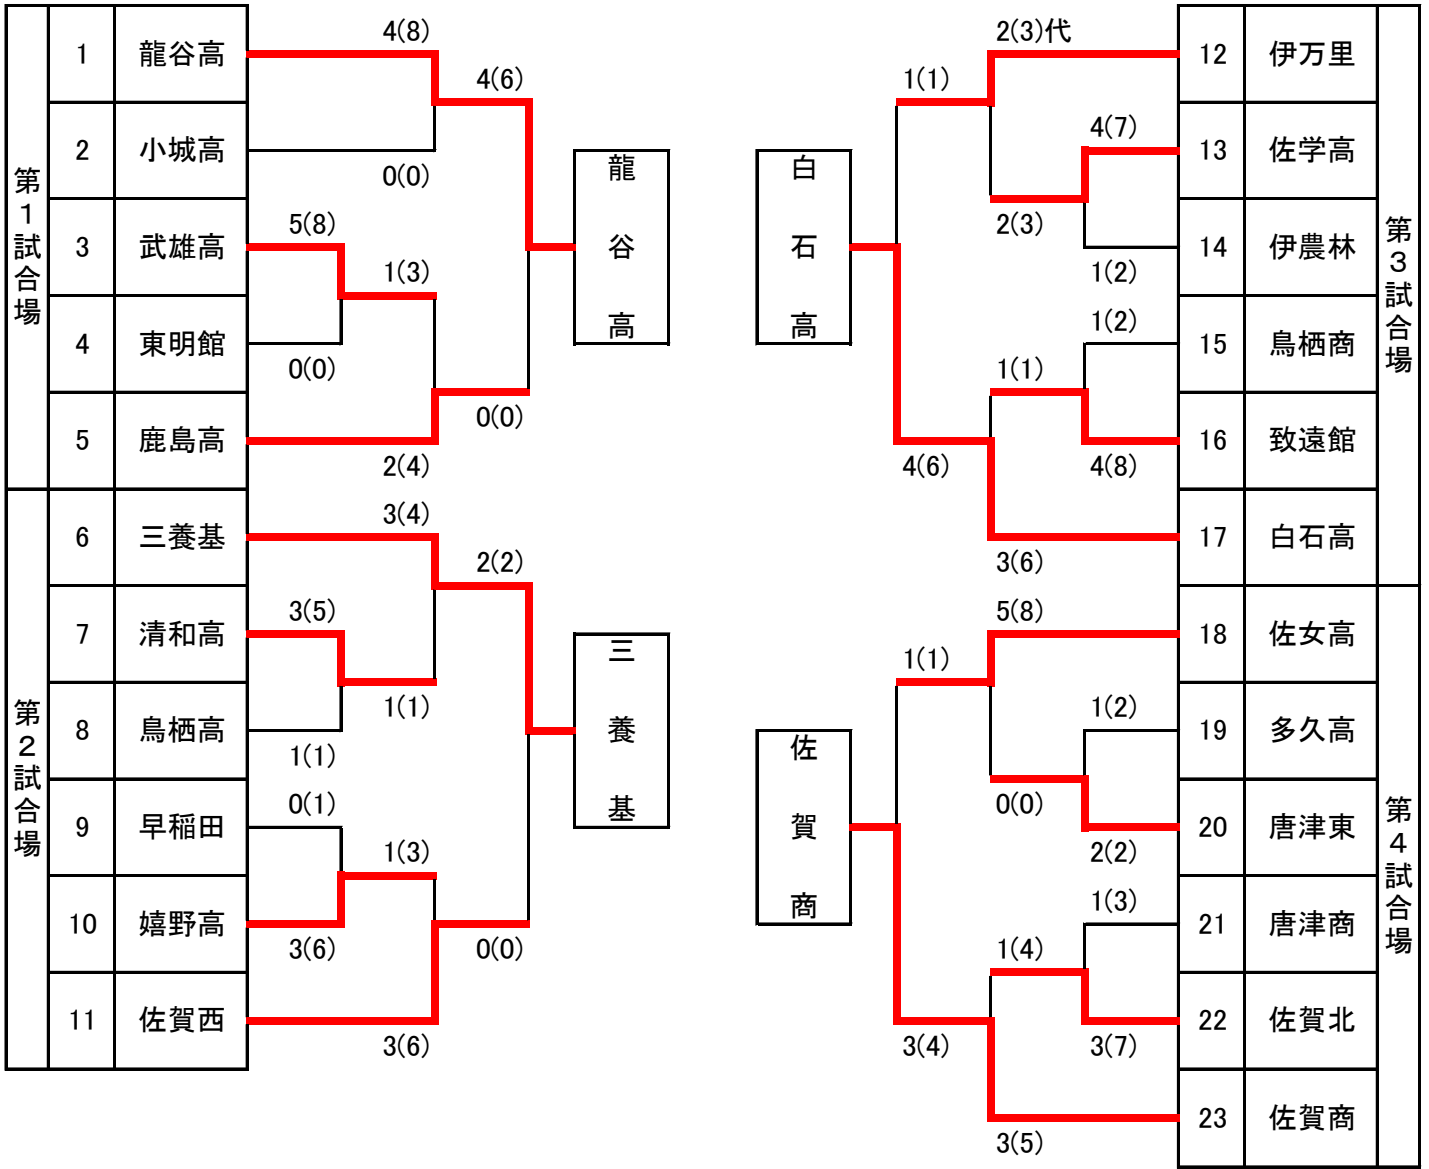 第1試合場
1 龍谷高
2 小城高
3 武雄高
4 東明館
5 鹿島高
第2試合場
6 三養基
7 清和高
8 鳥栖高
9 早稲田
10 嬉野高
11 佐賀西
4(8)
0(0)
5(8)
0(0)
1(3)
2(4)
4(6)
0(0)
龍谷高
3(4)
3(5)
1(1)
1(1)
0(1)
3(6)
1(3)
3(6)
2(2)
0(0)
三養基
白石高
1(1)
4(6)
2(3)代
2(3)
4(7)
1(2)
1(2)
4(8)
1(1)
3(6)
佐賀商
1(1)
3(4)
5(8)
0(0)
1(2)
2(2)
1(3)
3(7)
1(4)
3(5)
12 伊万里
13 佐学高
14 伊農林
15 鳥栖商
16 致遠館
17 白石高
第3試合場
18 佐女高
19 多久高
20 唐津東
21 唐津商
22 佐賀北
23 佐賀商
第4試合場